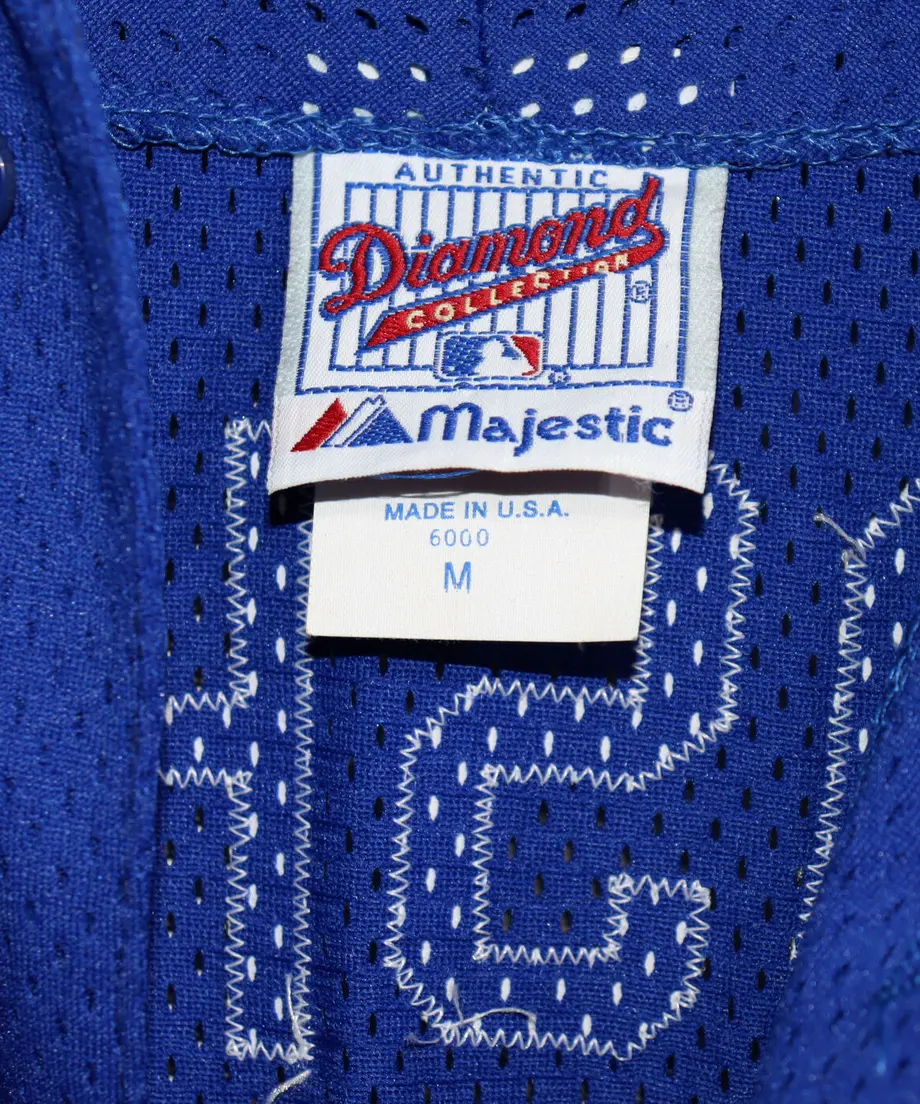 AUTHENTIC
Diamond
COLLECTION
®
Majestic®
MADE IN U.S.A.
6000
M